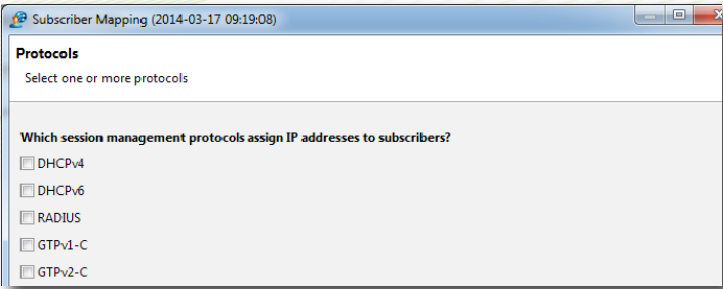 Subscriber Mapping (2014-03-17 09:19:08)
Protocols
Select one or more protocols
Which session management protocols assign IP addresses to subscribers?
DHCPv4
DHCPv6
RADIUS
GTPv1-C
GTPv2-C